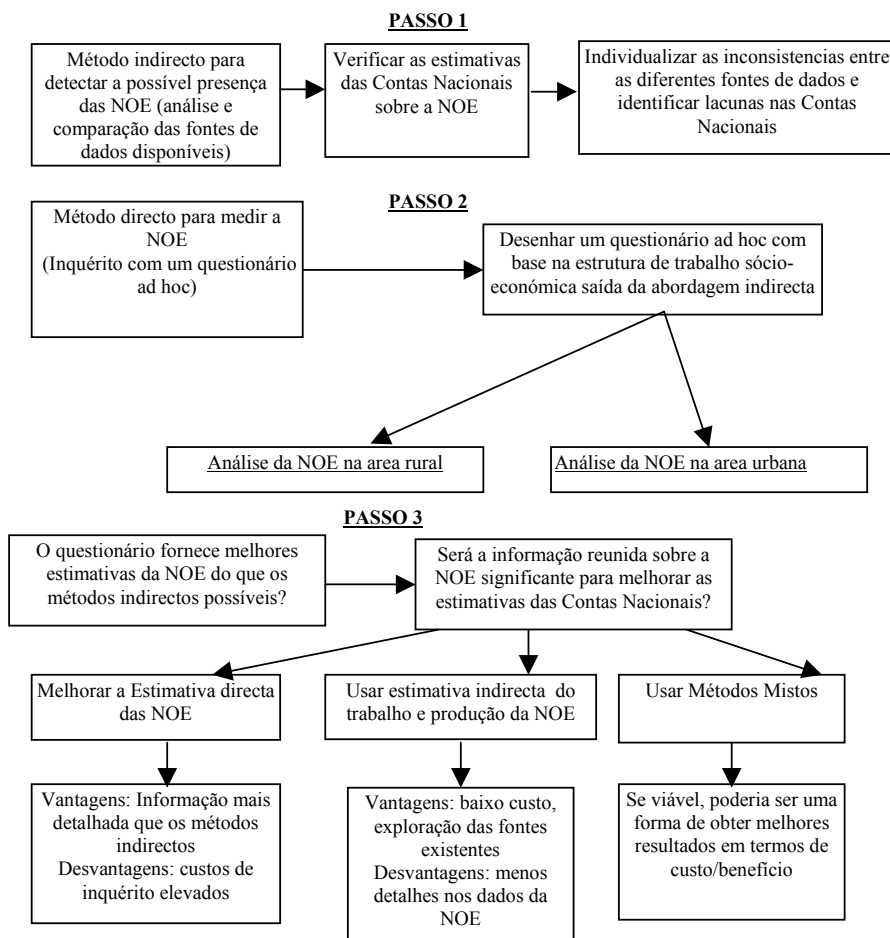 PASSO 1
Método indirecto para
detectar a possível presença
das NOE (análise e
comparação das fontes de
dados disponíveis)
Verificar as estimativas
das Contas Nacionais
sobre a NOE
Individualizar as inconsistencias entre
as diferentes fontes de dados e
identificar lacunas nas Contas
Nacionais
PASSO 2
Método directo para medir a
NOE
(Inquérito com um questionário
ad hoc)
Desenhar um questionário ad hoc com
base na estrutura de trabalho sócio-
económica saída da abordagem indirecta
Análise da NOE na area rural
Análise da NOE na area urbana
PASSO 3
O questionário fornece melhores
estimativas da NOE do que os
métodos indirectos possíveis?
Será a informação reunida sobre a
NOE significante para melhorar as
estimativas das Contas Nacionais?
Melhorar a Estimativa directa
das NOE
Usar estimativa indirecta do
trabalho e produção da NOE
Usar Métodos Mistos
Vantagens: Informação mais
detalhada que os métodos
indirectos
Desvantagens: custos de
inquérito elevados
Vantagens: baixo custo,
exploração das fontes
existentes
Desvantagens: menos
detalhes nos dados da
NOE
Se viável, poderia ser uma
forma de obter melhores
resultados em termos de
custo/benefício